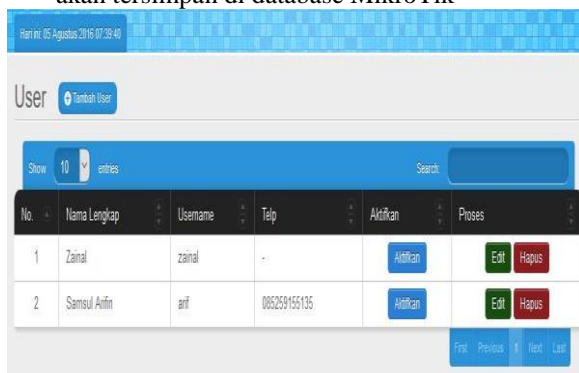 akan tersimpan di database MikroTik
Hari ini: 05 Agustus 2016 07:39:40
User Tambah User
Show 10 entries Search:
No. Nama Lengkap Username Telp Aktifkan Proses
1 Zainal zainal - Aktifkan Edit Hapus
2 Samsul Arifin arif 085259155135 Aktifkan Edit Hapus
First Previous 1 Next Last